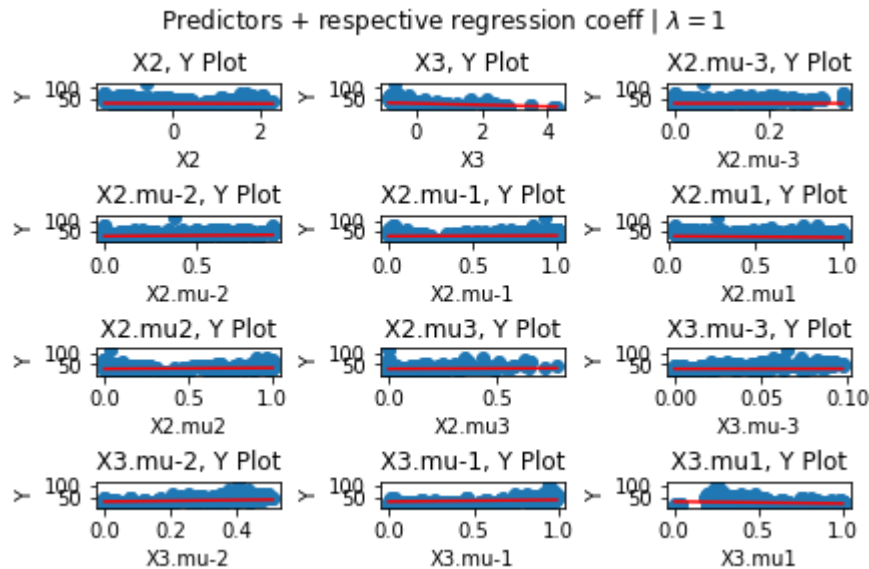 Predictors + respective regression coeff | λ = 1
X2, Y Plot
X3, Y Plot
X2.mu-3, Y Plot
Y 100 50
Y 100 50
Y 100 50
0 2
0 2 4
0.0 0.2
X2
X3
X2.mu-3
X2.mu-2, Y Plot
X2.mu-1, Y Plot
X2.mu1, Y Plot
Y 100 50
Y 100 50
Y 100 50
0.0 0.5
0.0 0.5 1.0
0.0 0.5 1.0
X2.mu-2
X2.mu-1
X2.mu1
X2.mu2, Y Plot
X2.mu3, Y Plot
X3.mu-3, Y Plot
Y 100 50
Y 100 50
Y 100 50
0.0 0.5 1.0
0.0 0.5
0.00 0.05 0.10
X2.mu2
X2.mu3
X3.mu-3
X3.mu-2, Y Plot
X3.mu-1, Y Plot
X3.mu1, Y Plot
Y 100 50
Y 100 50
Y 100 50
0.0 0.2 0.4
0.0 0.5 1.0
0.0 0.5 1.0
X3.mu-2
X3.mu-1
X3.mu1